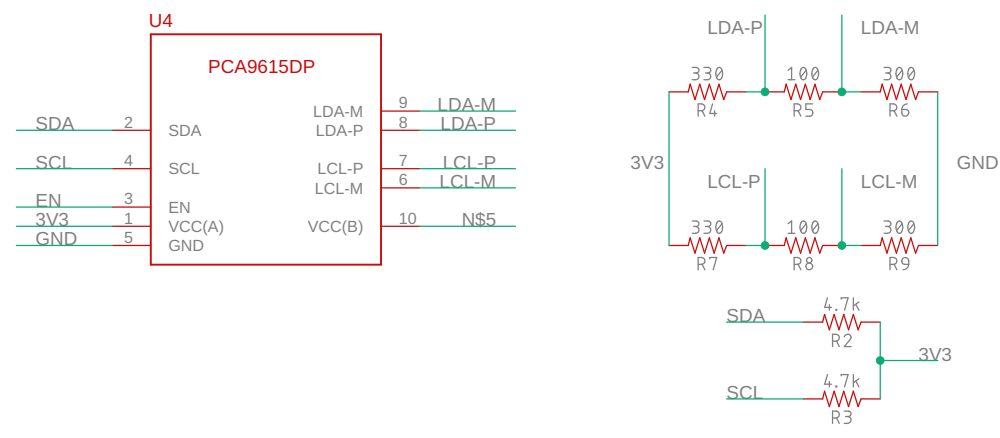 U4
PCA9615DP
9 LDA-M
LDA-M
SDA 2 SDA
LDA-P 8 LDA-P
SCL 4 SCL
LCL-P 7 LCL-P
LCL-M 6 LCL-M
EN 3 EN
3V3 1 VCC(A)
VCC(B) 10 N$5
GND 5 GND
LDA-P LDA-M
330 100 300
R4 R5 R6
3V3 GND
LCL-P LCL-M
330 100 300
R7 R8 R9
4.7k
SDA
R2
3V3
4.7k
SCL
R3